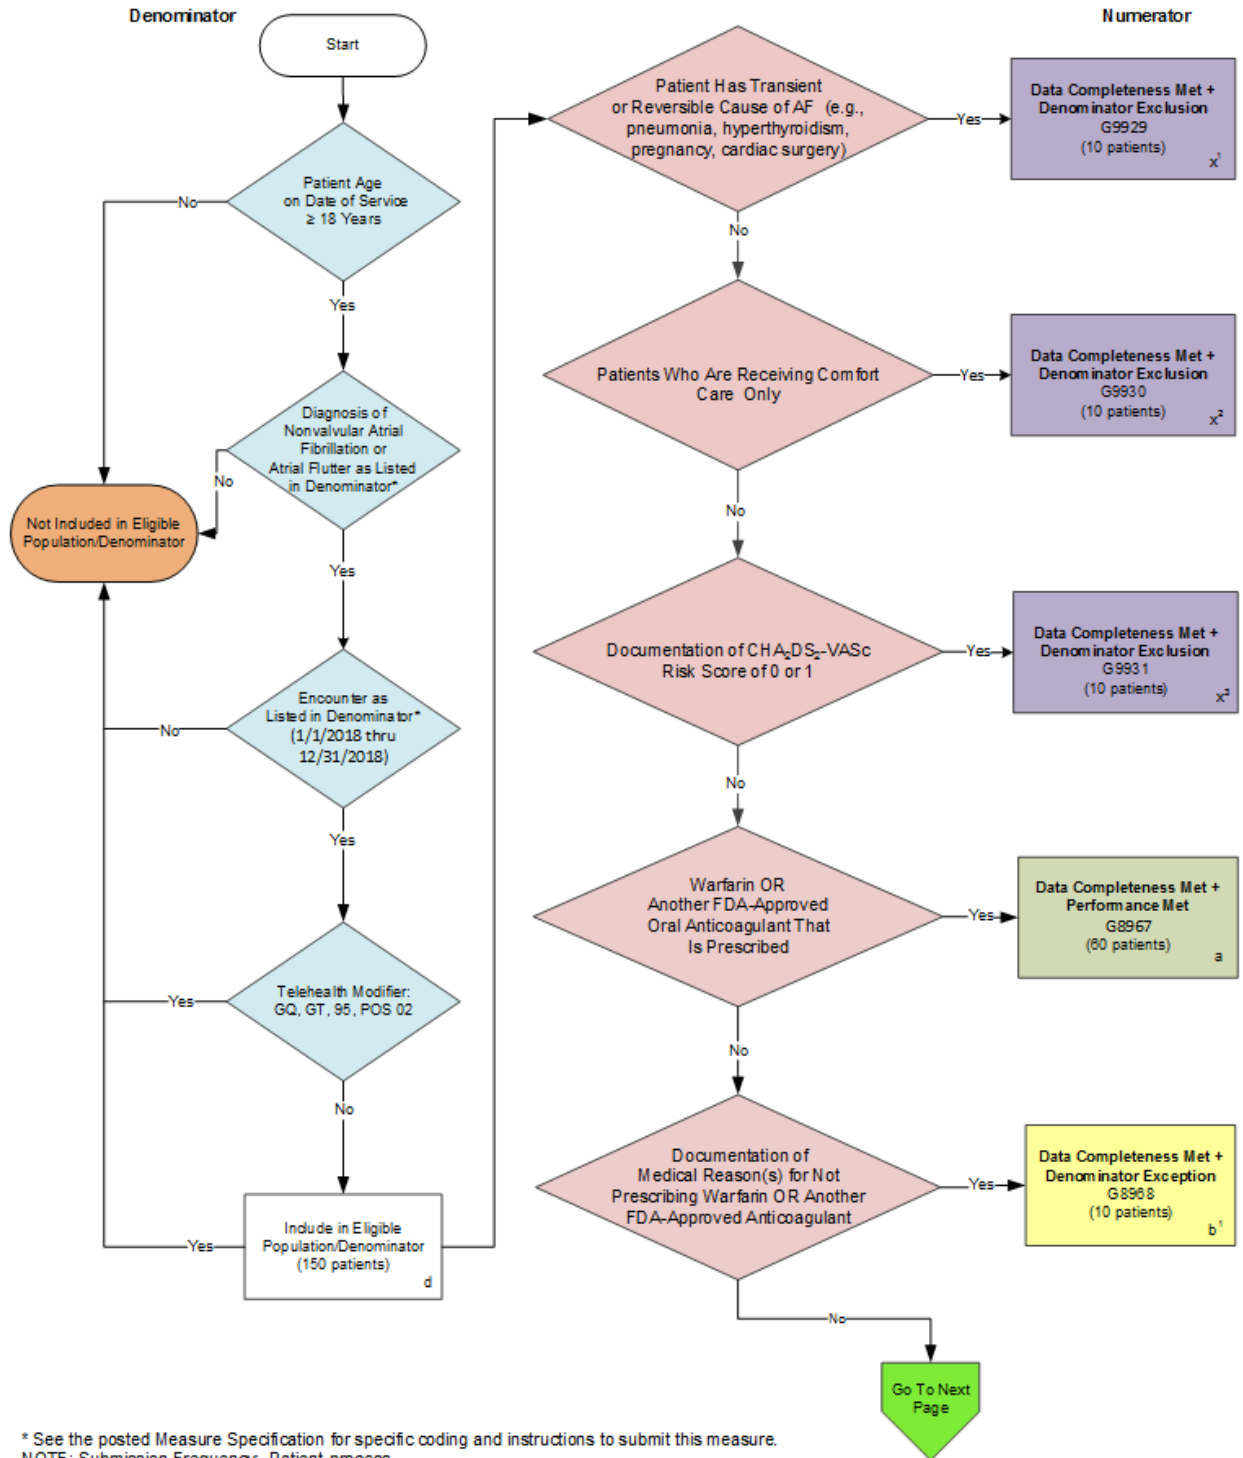 Denominator
Numerator
Start
Patient Age
on Date of Service
≥ 18 Years
No
Yes
Diagnosis of
Nonvalvular Atrial
Fibrillation or
Atrial Flutter as Listed
in Denominator*
No
Not Included in Eligible
Population/Denominator
Yes
Encounter as
Listed in Denominator*
(1/1/2018 thru
12/31/2018)
No
Yes
Telehealth Modifier:
GQ, GT, 95, POS 02
Yes
No
Include in Eligible
Population/Denominator
(150 patients)
d
Yes
Patient Has Transient
or Reversible Cause of AF (e.g.,
pneumonia, hyperthyroidism,
pregnancy, cardiac surgery)
Yes
Data Completeness Met +
Denominator Exclusion
G9929
(10 patients)
x¹
No
Patients Who Are Receiving Comfort
Care Only
Yes
Data Completeness Met +
Denominator Exclusion
G9930
(10 patients)
x²
No
Documentation of CHA₂DS₂-VASc
Risk Score of 0 or 1
Yes
Data Completeness Met +
Denominator Exclusion
G9931
(10 patients)
x³
No
Warfarin OR
Another FDA-Approved
Oral Anticoagulant That
Is Prescribed
Yes
Data Completeness Met +
Performance Met
G8967
(60 patients)
a
No
Documentation of
Medical Reason(s) for Not
Prescribing Warfarin OR Another
FDA-Approved Anticoagulant
Yes
Data Completeness Met +
Denominator Exception
G8968
(10 patients)
b¹
No
Go To Next
Page
* See the posted Measure Specification for specific coding and instructions to submit this measure.
NOTE: Submission Frequency: Patient-process